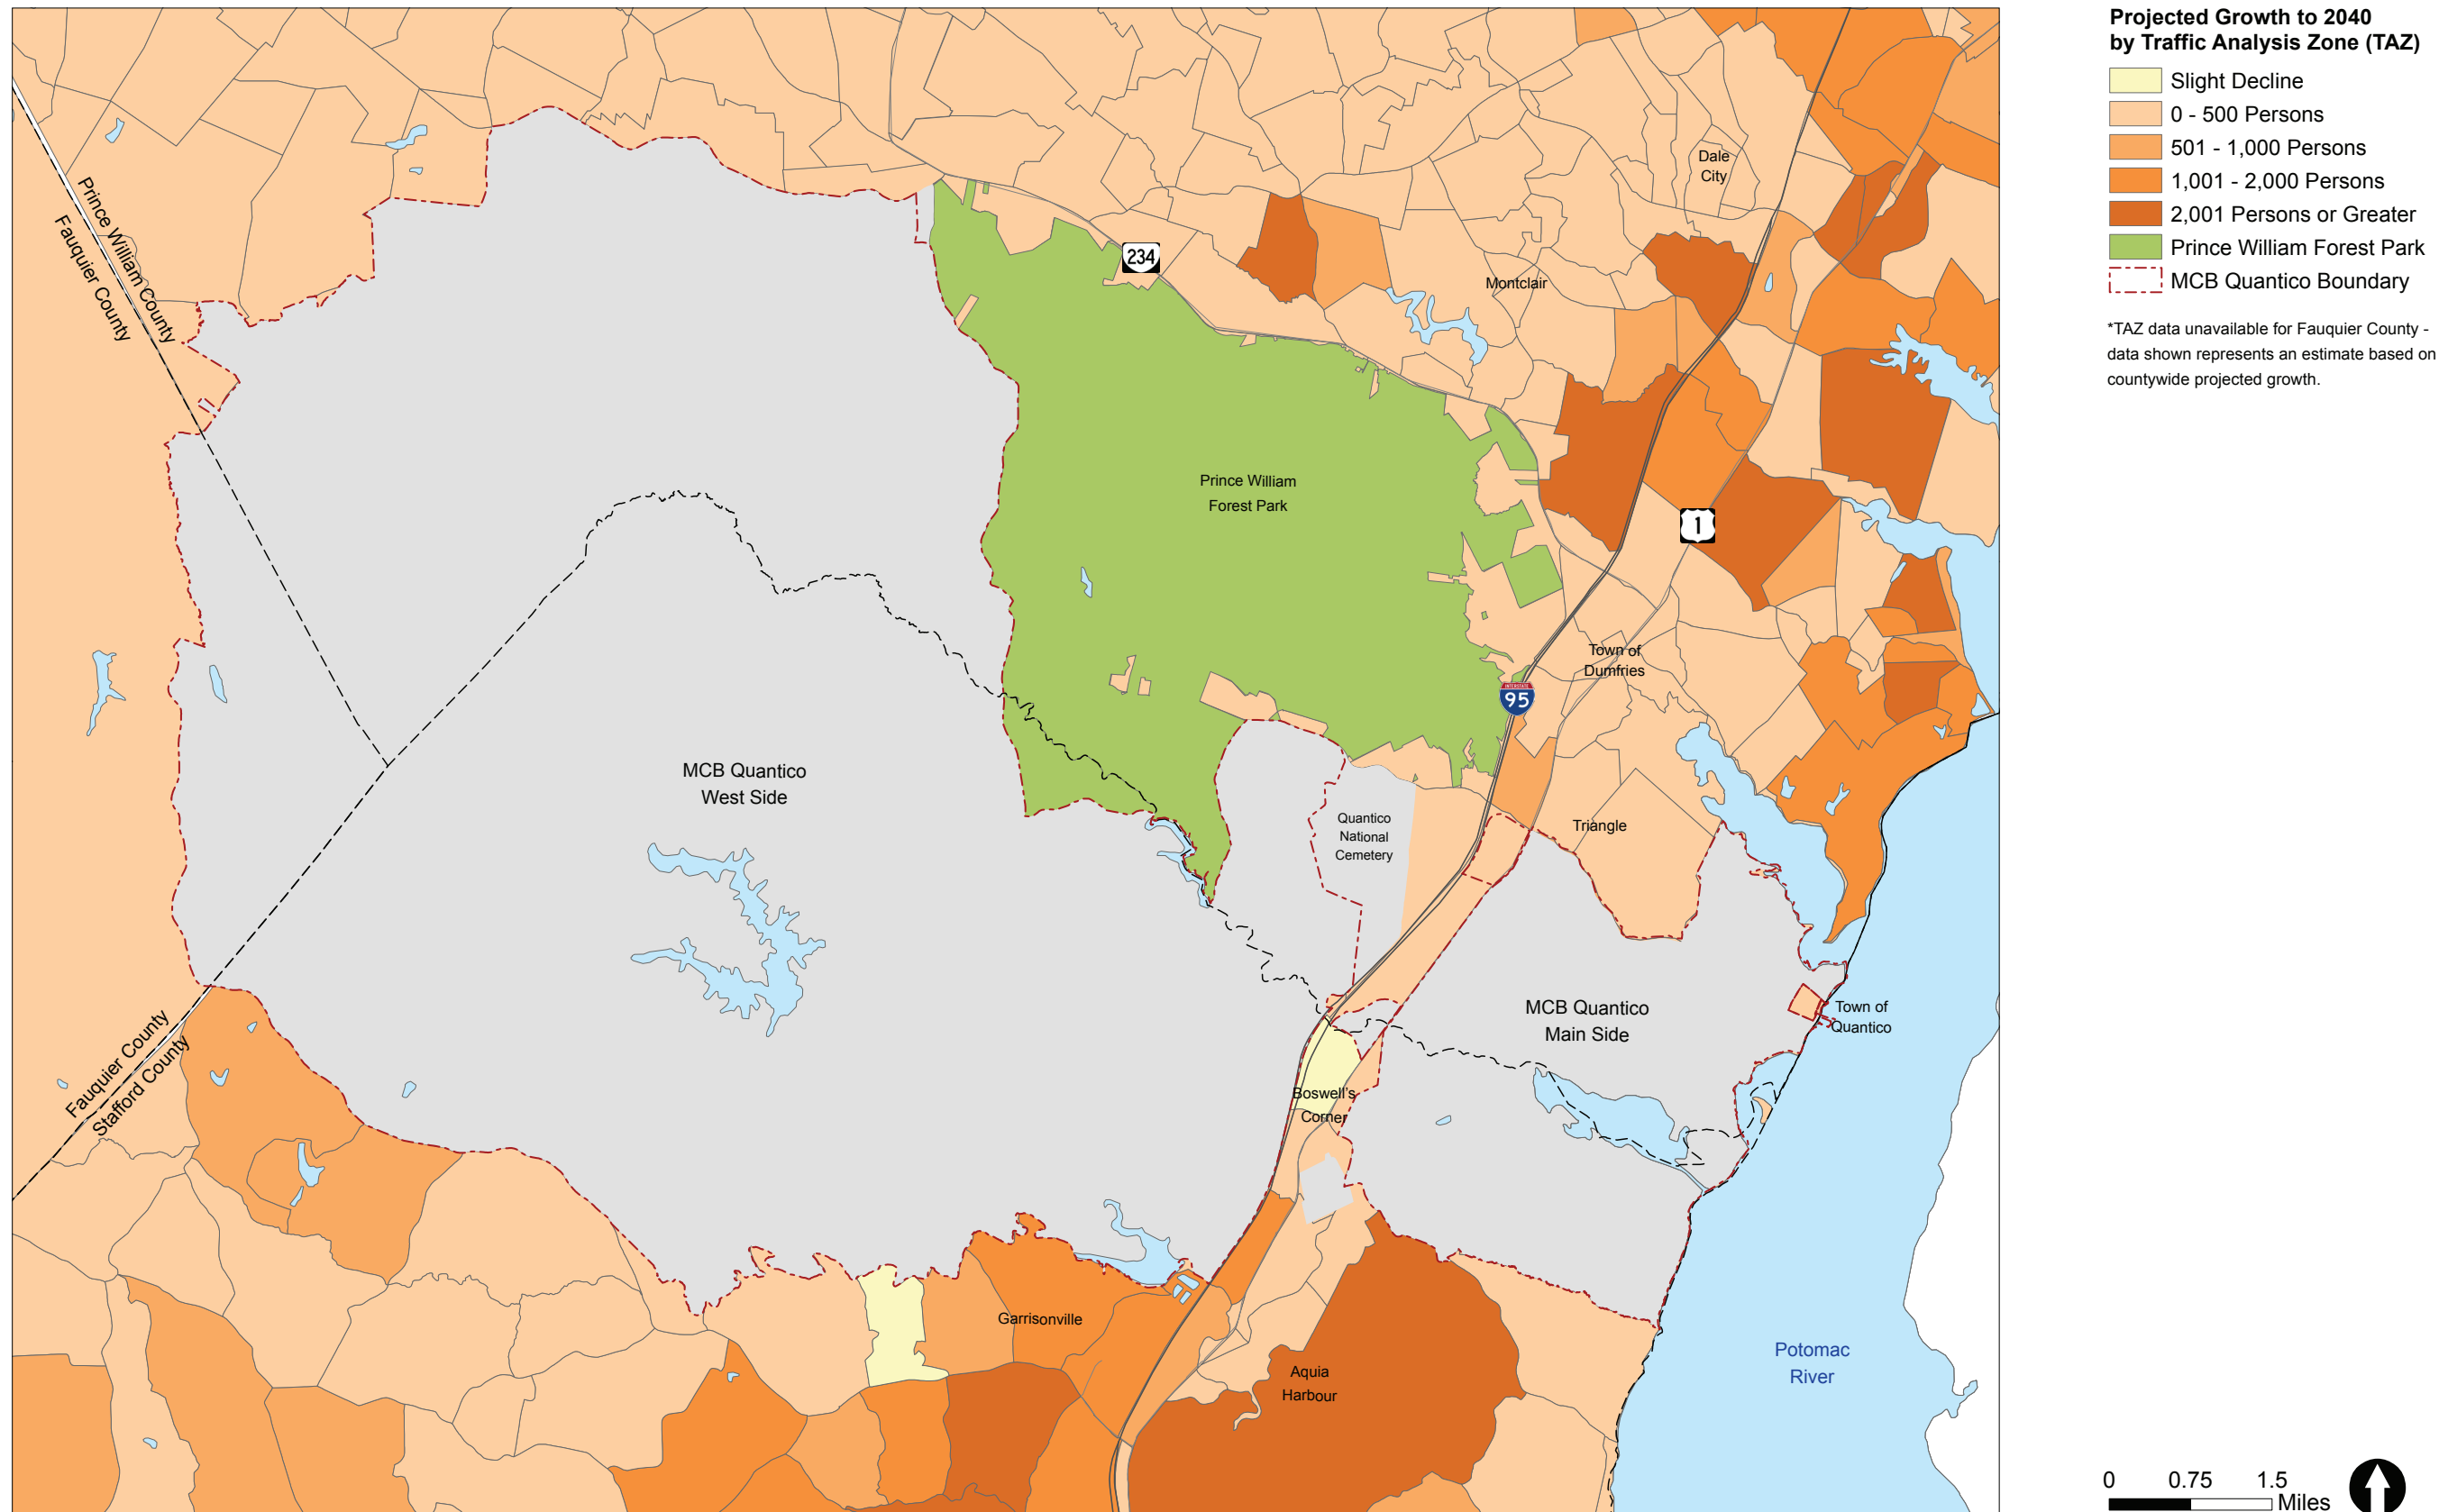 Projected Growth to 2040
by Traffic Analysis Zone (TAZ)
Slight Decline
0 - 500 Persons
501 - 1,000 Persons
1,001 - 2,000 Persons
2,001 Persons or Greater
Prince William Forest Park
MCB Quantico Boundary
*TAZ data unavailable for Fauquier County -
data shown represents an estimate based on
countywide projected growth.
Dale
City
Prince William County
Fauquier County
234
Montclair
Prince William
Forest Park
1
Town of
Dumfries
INTERSTATE
95
MCB Quantico
West Side
Quantico
National
Cemetery
Triangle
MCB Quantico
Main Side
Town of
Quantico
Fauquier County
Stafford County
Boswell's
Corner
Garrisonville
Aquia
Harbour
Potomac
River
0 0.75 1.5
Miles